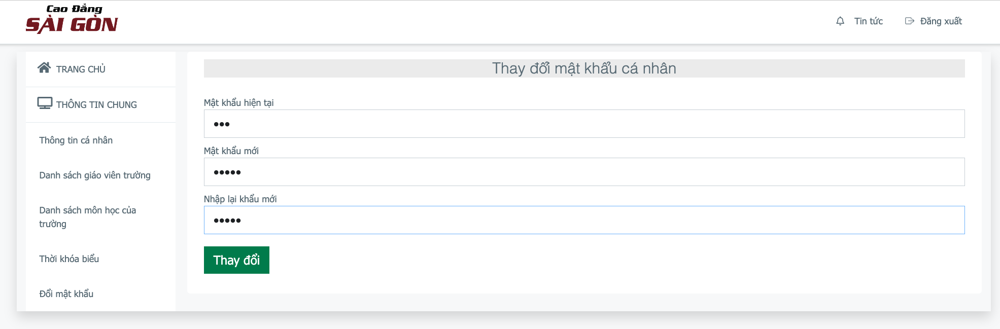 Cao Đẳng
SÀI GÒN
Tin tức
Đăng xuất
TRANG CHỦ
THÔNG TIN CHUNG
Thông tin cá nhân
Danh sách giáo viên trường
Danh sách môn học của
trường
Thời khóa biểu
Đổi mật khẩu
Thay đổi mật khẩu cá nhân
Mật khẩu hiện tại
•••
Mật khẩu mới
•••••
Nhập lại khẩu mới
•••••
Thay đổi